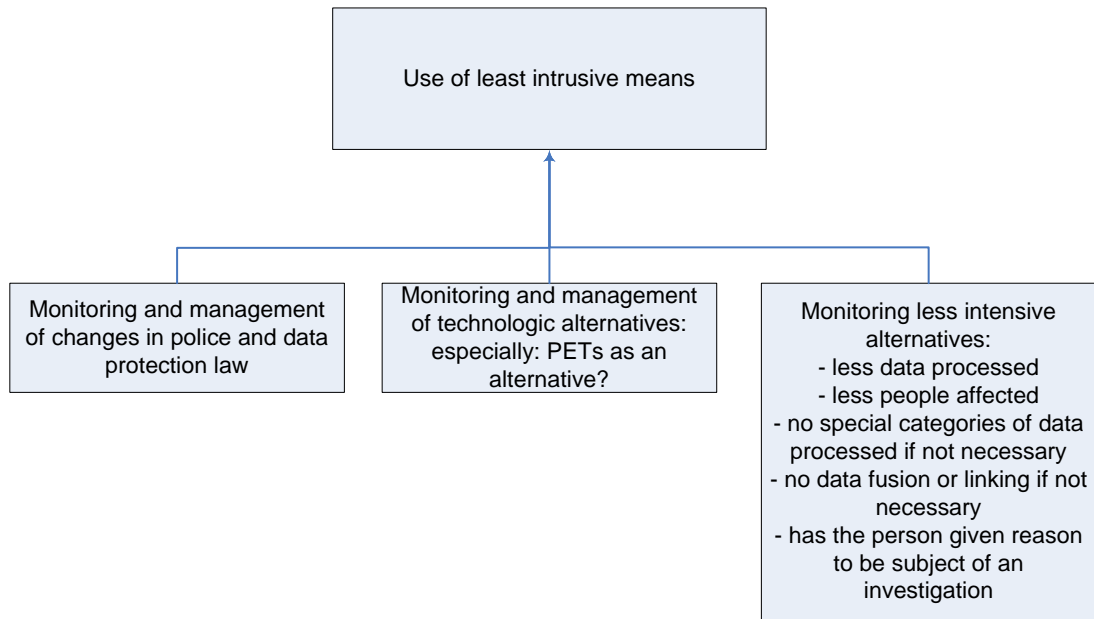 Use of least intrusive means
Monitoring and management
of changes in police and data
protection law
Monitoring and management
of technologic alternatives:
especially: PETs as an
alternative?
Monitoring less intensive
alternatives:
- less data processed
- less people affected
- no special categories of data
processed if not necessary
- no data fusion or linking if not
necessary
- has the person given reason
to be subject of an
investigation